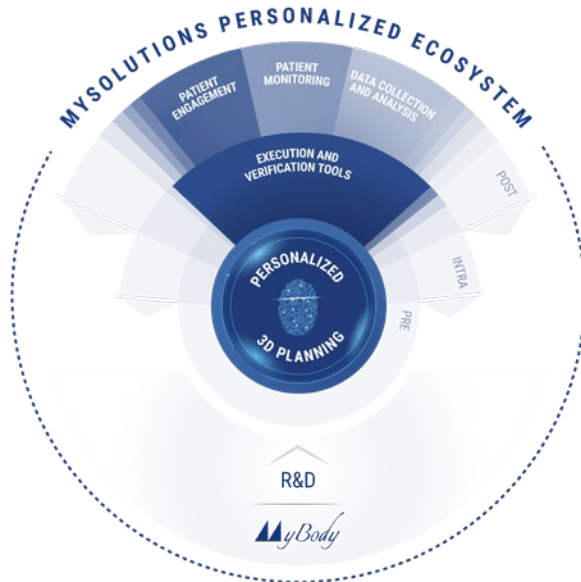 MYSOLUTIONS PERSONALIZED ECOSYSTEM
PATIENT
ENGAGEMENT
PATIENT
MONITORING
DATA COLLECTION
AND ANALYSIS
EXECUTION AND
VERIFICATION TOOLS
POST
INTRA
PRE
PERSONALIZED
3D PLANNING
R&D
MyBody